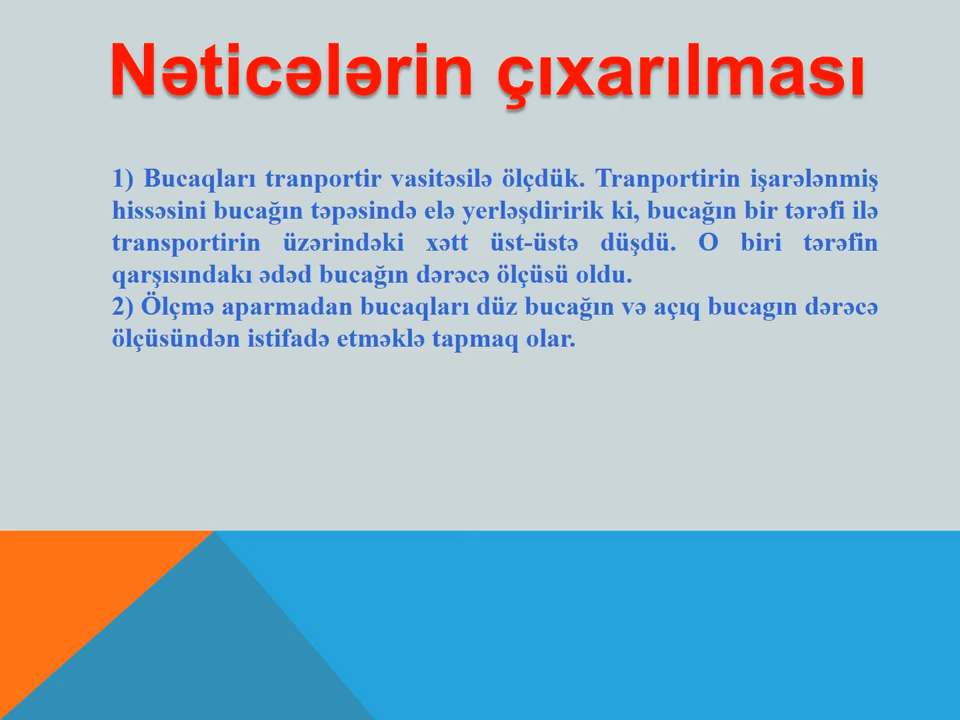 Nəticələrin çıxarılması
1) Bucaqları tranportir vasitəsilə ölçdük. Tranportirin işarələnmiş
hissəsini bucağın təpəsində elə yerləşdiririk ki, bucağın bir tərəfi ilə
transportirin üzərindəki xətt üst-üstə düşdü. O biri tərəfin
qarşısındakı ədəd bucağın dərəcə ölçüsü oldu.
2) Ölçmə aparmadan bucaqları düz bucağın və açıq bucagın dərəcə
ölçüsündən istifadə etməklə tapmaq olar.